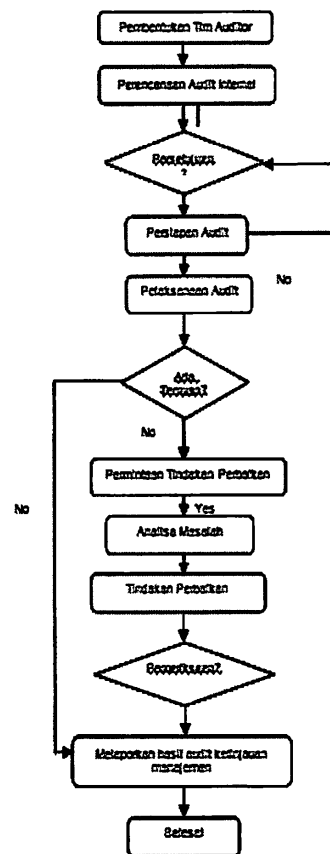 Pembentukan Tim Auditor
Perencanaan Audit Internal
?
Persiapan Audit
No
Pelaksanaan Audit
Ada
Temuan?
No
Permintaan Tindakan Perbaikan
No
Yes
Analisa Masalah
Tindakan Perbaikan
Melaporkan hasil audit ketinjauan
manajemen
Selesai